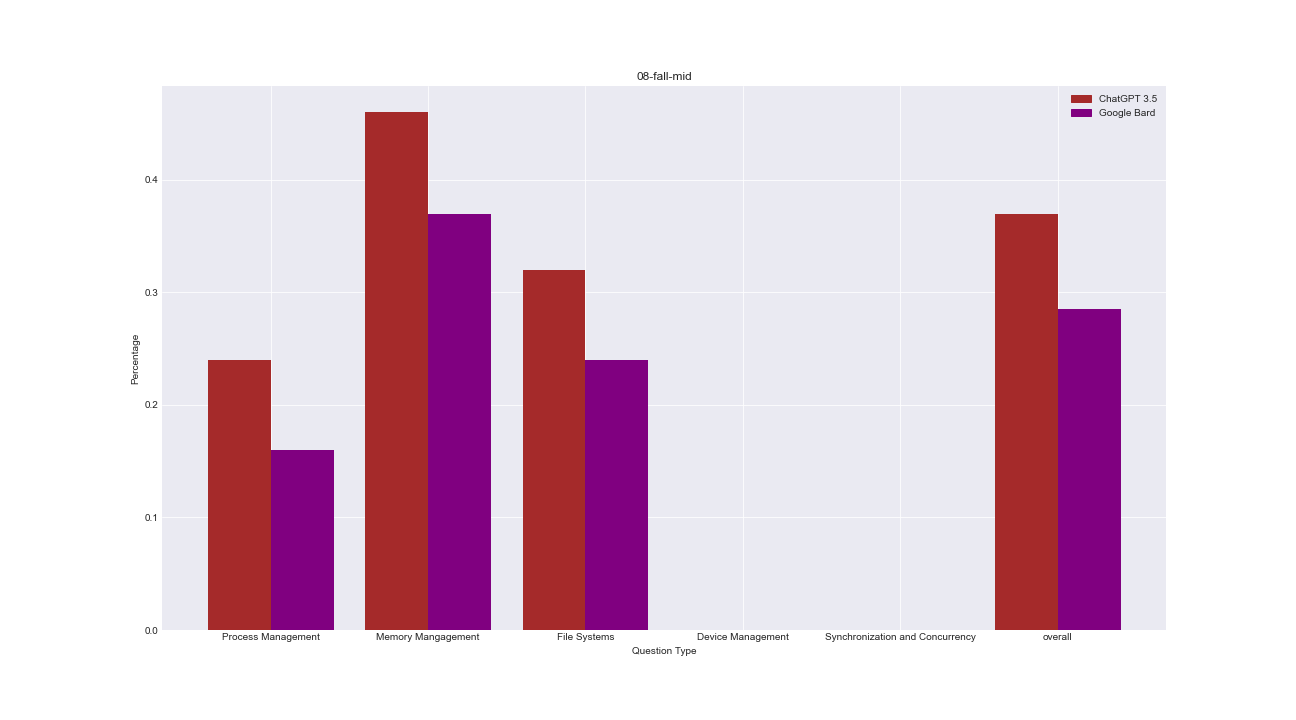 08-fall-mid
ChatGPT 3.5
Google Bard
0.4
0.3
0.2
0.1
0.0
Percentage
Process Management
Memory Mangagement
File Systems
Device Management
Synchronization and Concurrency
overall
Question Type